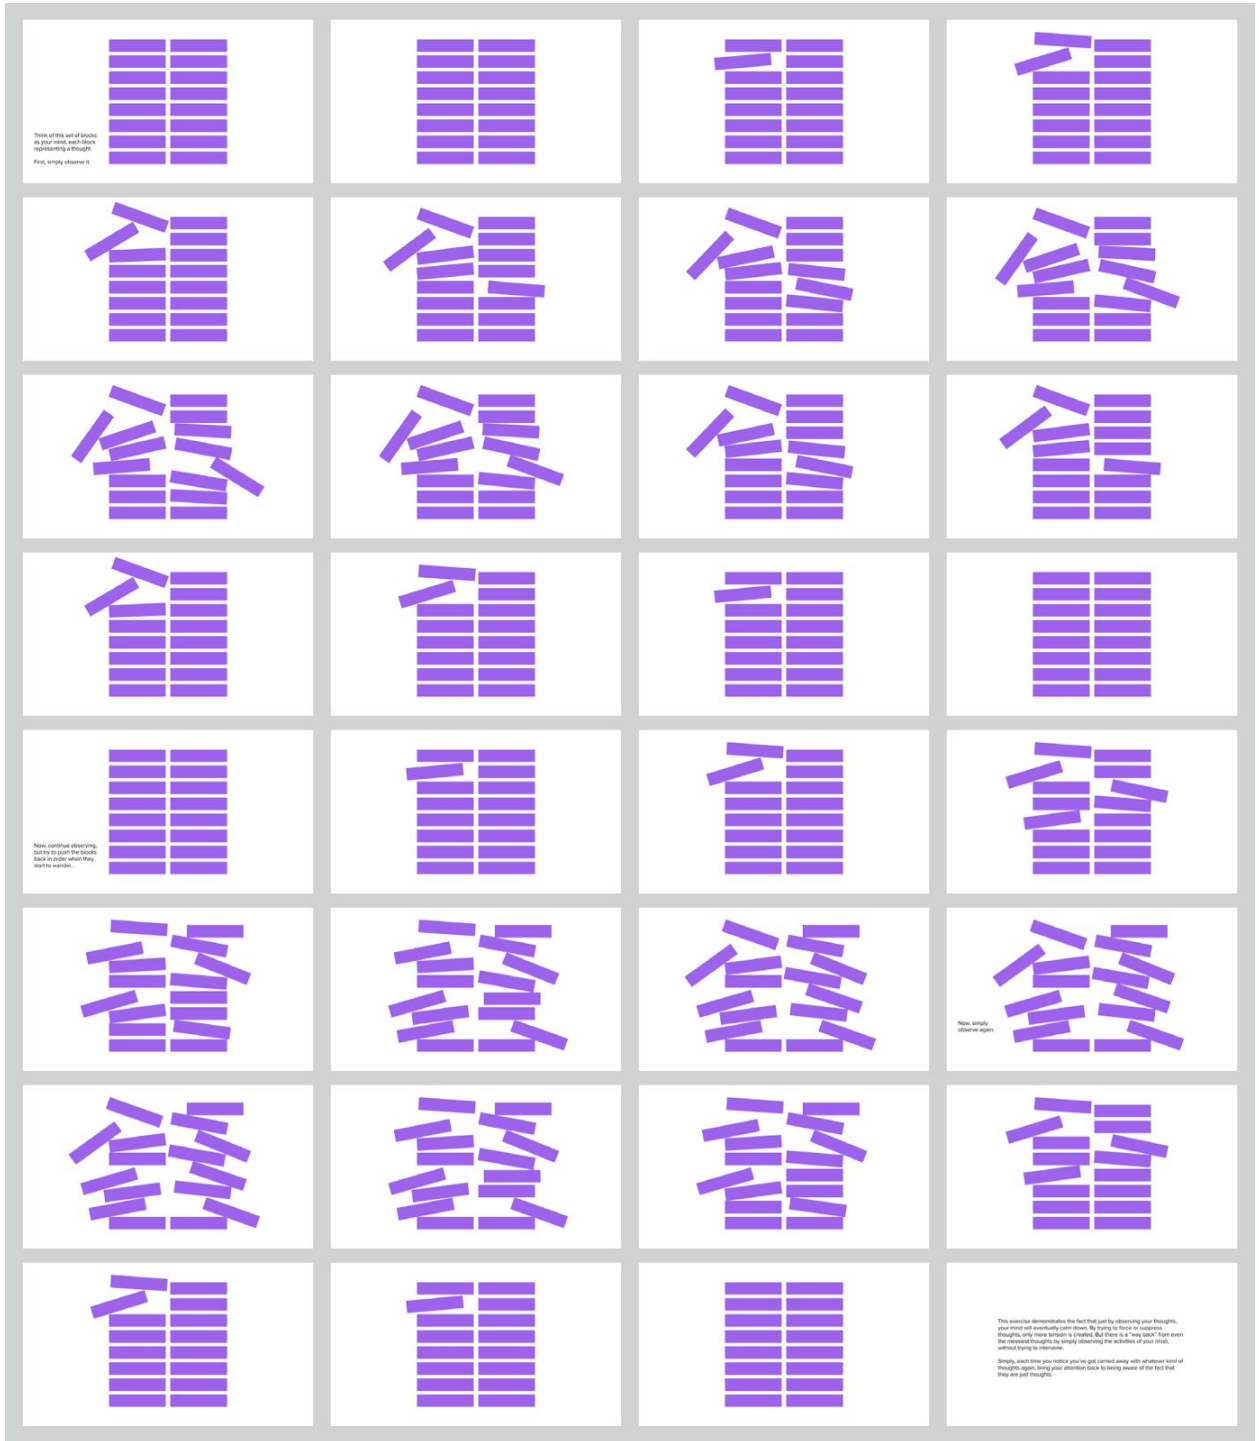 Think of this set of blocks
as your mind, each block
representing a thought.
First, simply observe it.
Now, continue observing,
but try to push the blocks
back in order when they
start to wander.
Now, simply
observe again.
This exercise demonstrates the fact that just by observing your thoughts,
your mind will eventually calm down. By trying to force or suppress
thoughts, only more tension is created. But there is a "way back" from even
the messiest thoughts by simply observing the activities of your mind,
without trying to intervene.
Simply, each time you notice you've got carried away with whatever kind of
thoughts again, bring your attention back to being aware of the fact that
they are just thoughts.